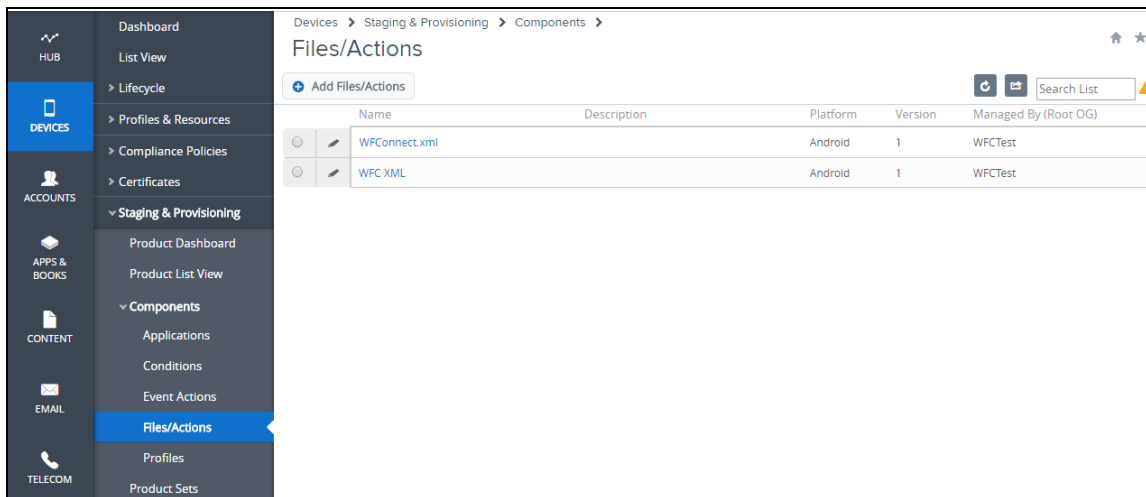 HUB
DEVICES
ACCOUNTS
APPS &
BOOKS
CONTENT
EMAIL
TELECOM
Dashboard
List View
> Lifecycle
> Profiles & Resources
> Compliance Policies
> Certificates
Staging & Provisioning
Product Dashboard
Product List View
Components
Applications
Conditions
Event Actions
Files/Actions
Profiles
Product Sets
Devices > Staging & Provisioning > Components >
Files/Actions
Add Files/Actions
Search List
Name Description Platform Version Managed By (Root OG)
WFConnect.xml Android 1 WFCTest
WFC XML Android 1 WFCTest